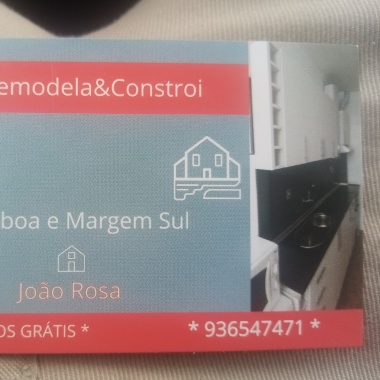 emodela&Constroi
boa e Margem Sul
João Rosa
OS GRÁTIS * * 936547471 *